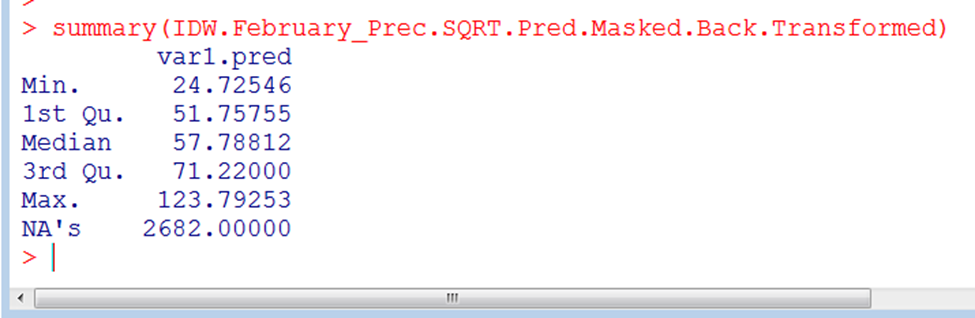 > summary(IDW.February_Prec.SQRT.Pred.Masked.Back.Transformed)
var1.pred
Min. 24.72546
1st Qu. 51.75755
Median 57.78812
3rd Qu. 71.22000
Max. 123.79253
NA's 2682.00000
>